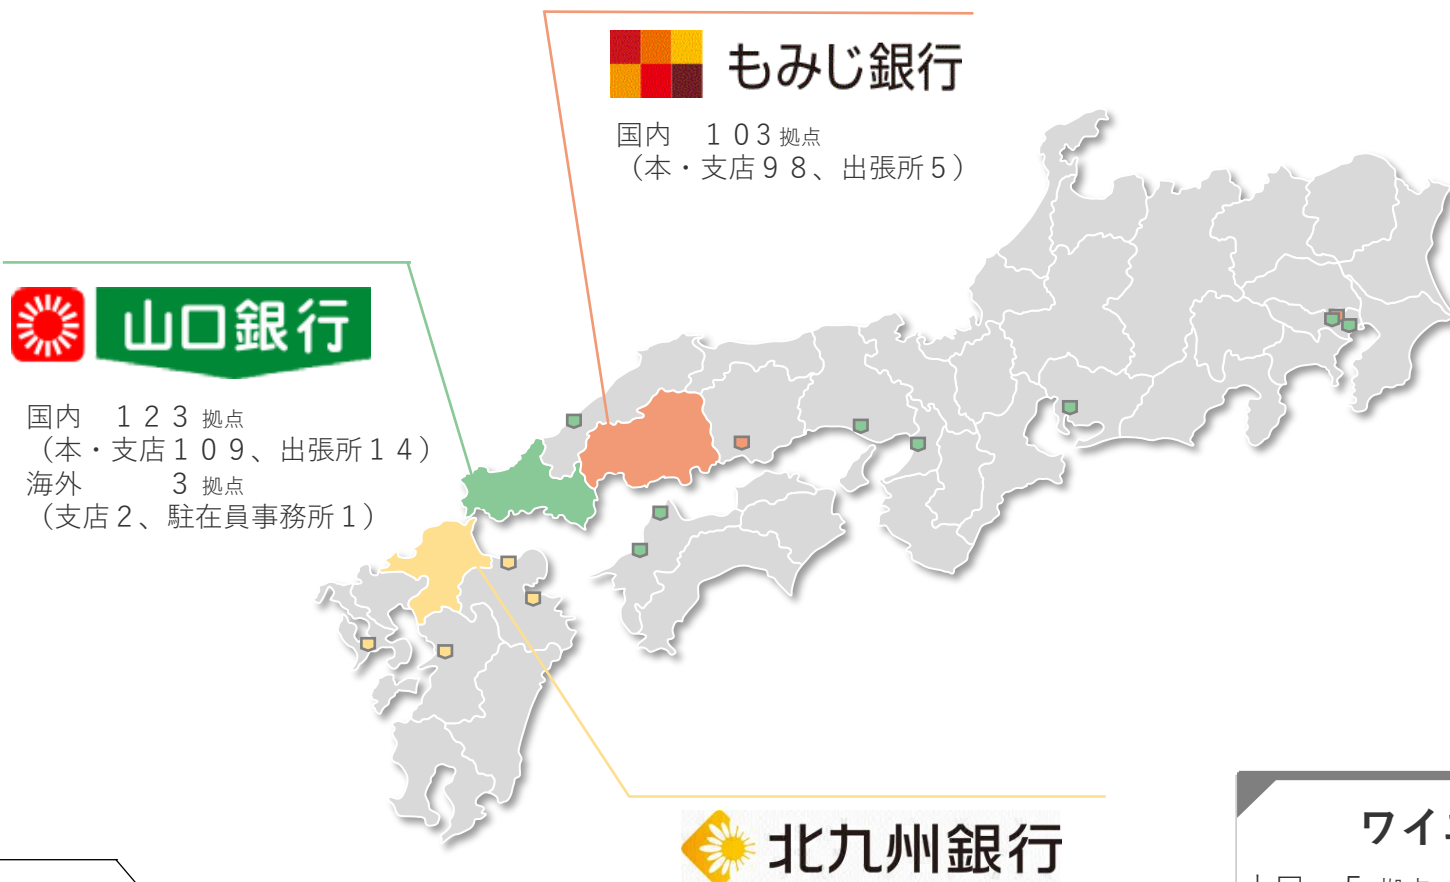 もみじ銀行
国内　１０３拠点
（本・支店９８、出張所５）
山口銀行
国内　１２３拠点
（本・支店１０９、出張所１４）
海外　３拠点
（支店２、駐在員事務所１）
北九州銀行